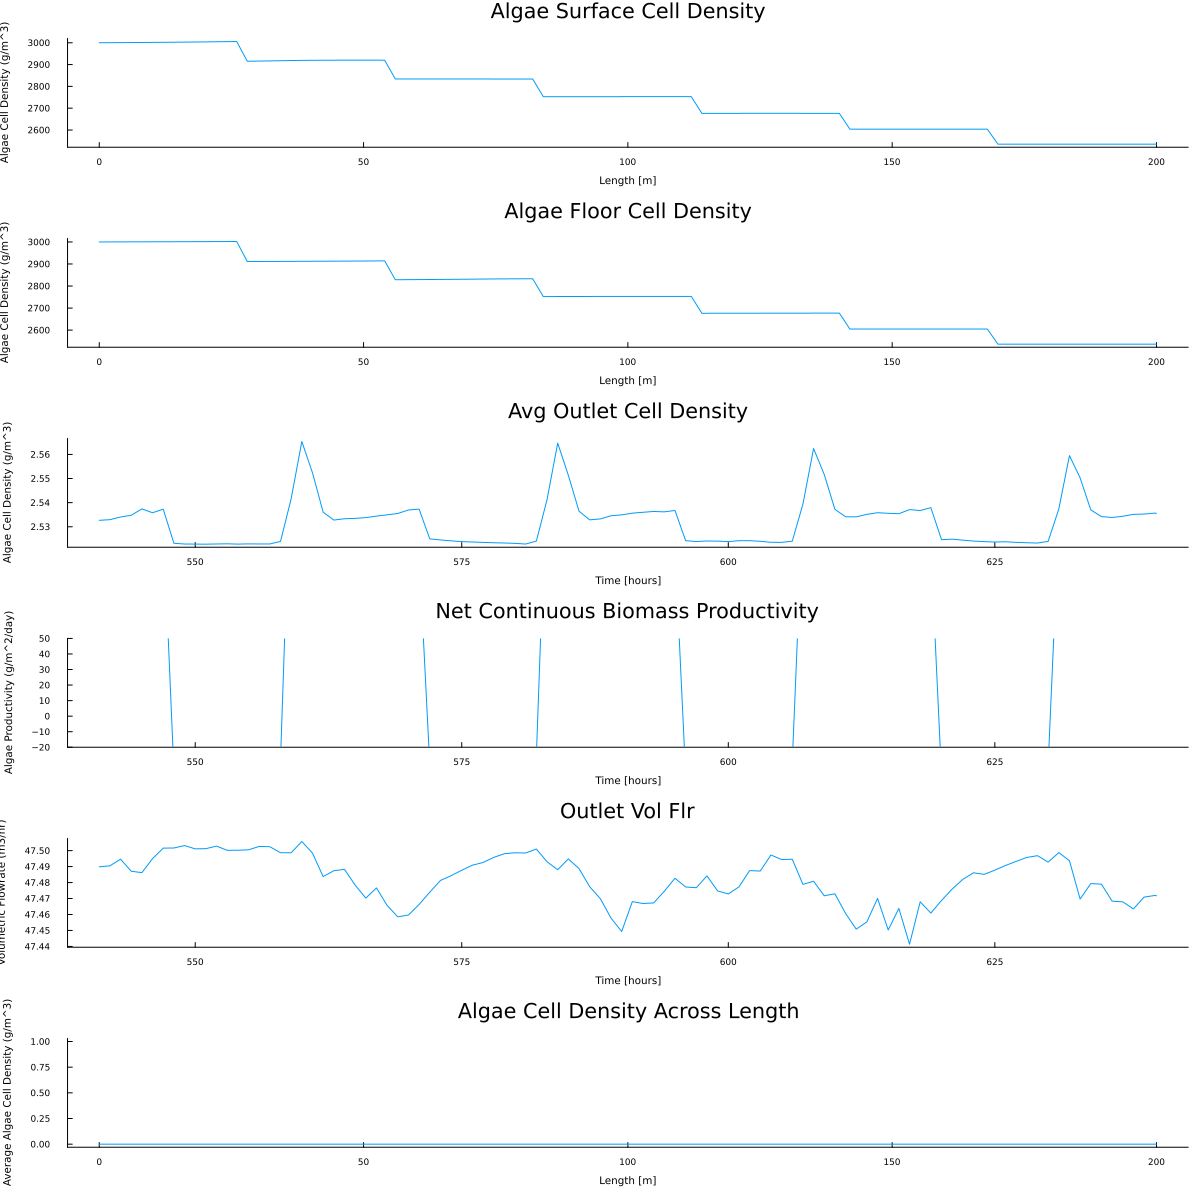 Algae Surface Cell Density
Algae Cell Density (g/m^3)
3000
2900
2800
2700
2600
0 50 100 150 200
Length [m]
Algae Floor Cell Density
Algae Cell Density (g/m^3)
3000
2900
2800
2700
2600
0 50 100 150 200
Length [m]
Avg Outlet Cell Density
Algae Cell Density (g/m^3)
2.56
2.55
2.54
2.53
550 575 600 625
Time [hours]
Net Continuous Biomass Productivity
Algae Productivity (g/m^2/day)
50
40
30
20
10
0
−10
−20
550 575 600 625
Time [hours]
Outlet Vol Flr
Volumetric Flowrate (m3/hr)
47.50
47.49
47.48
47.47
47.46
47.45
47.44
550 575 600 625
Time [hours]
Algae Cell Density Across Length
Average Algae Cell Density (g/m^3)
1.00
0.75
0.50
0.25
0.00
0 50 100 150 200
Length [m]